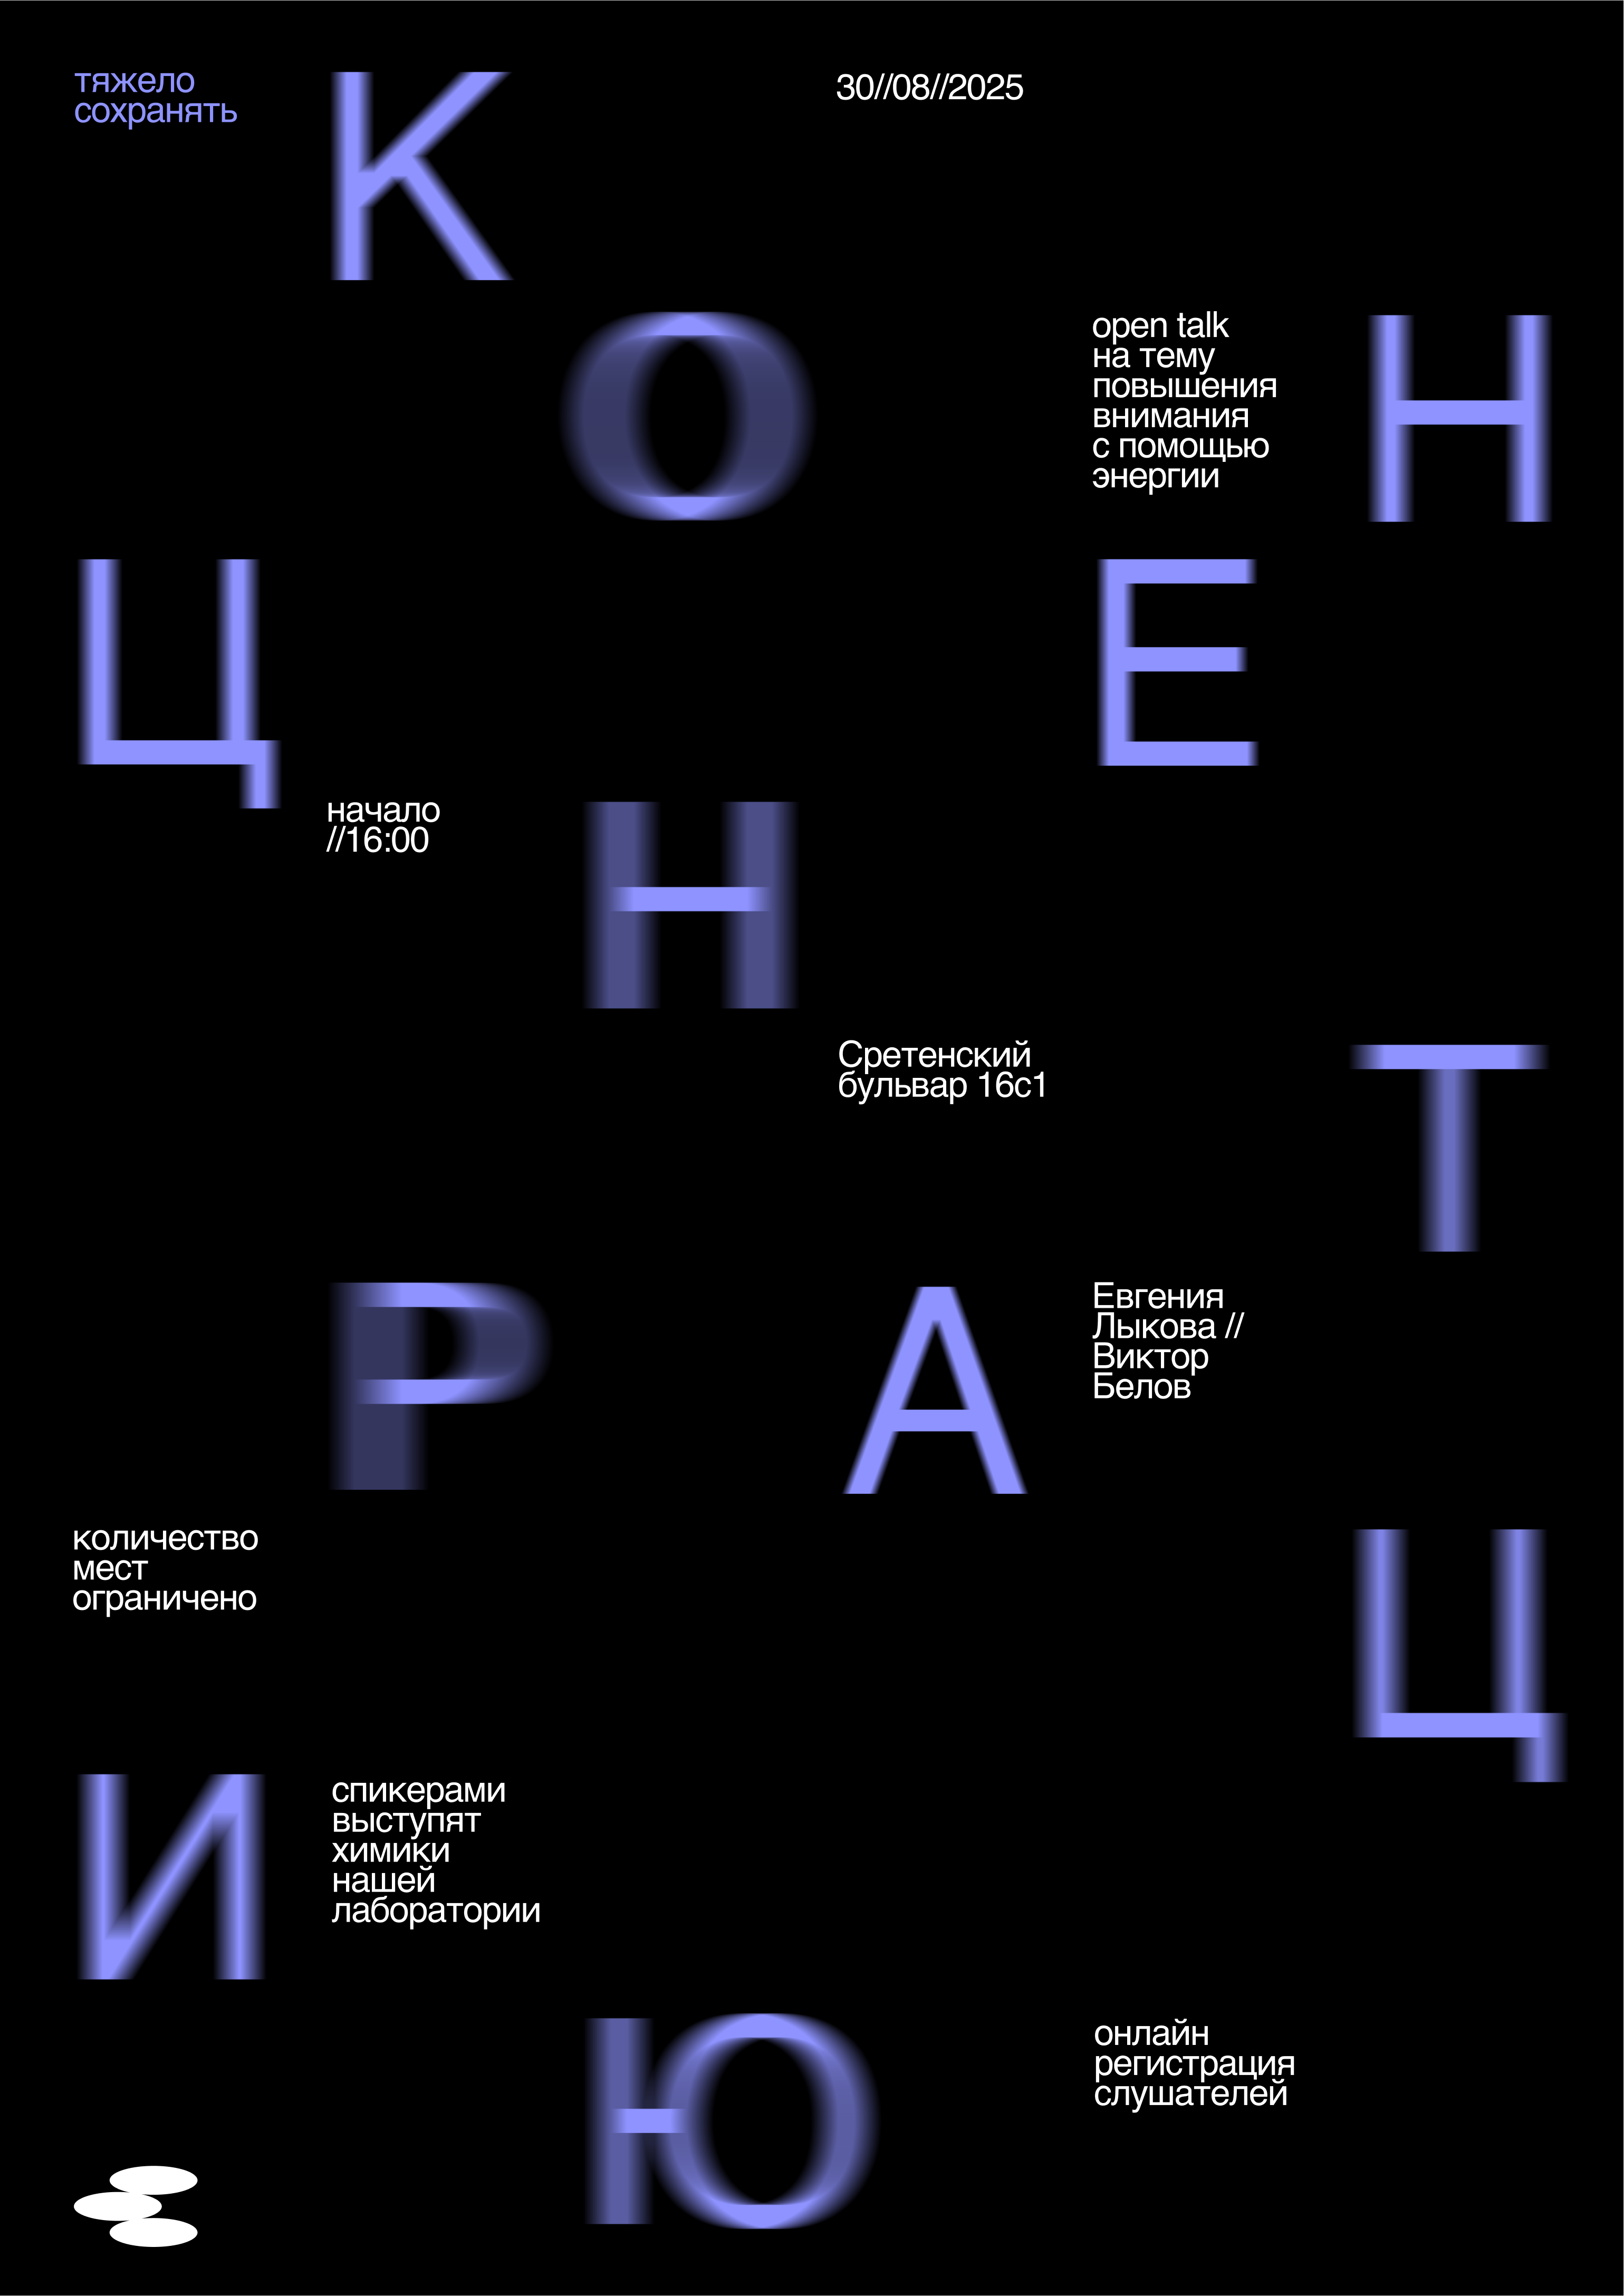 тяжело
сохранять
К
30//08//2025
О
open talk
на тему
повышения
внимания
с помощью
энергии
Н
Ц
Е
начало
//16:00
Н
Сретенский
бульвар 16с1
Т
Р
А
Евгения
Лыкова //
Виктор
Белов
количество
мест
ограничено
Ц
И
спикерами
выступят
химики
нашей
лаборатории
Ю
онлайн
регистрация
слушателей